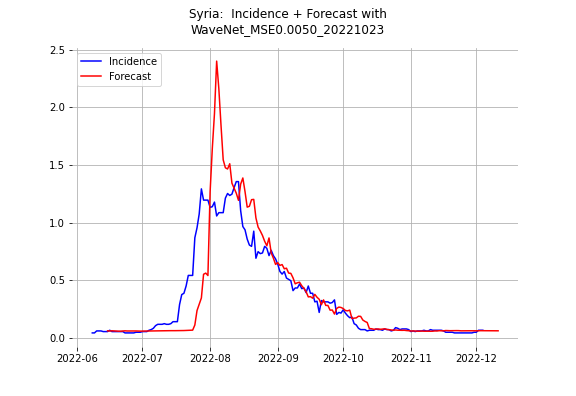 Syria:  Incidence + Forecast with
WaveNet_MSE0.0050_20221023
Incidence
Forecast
2.5
2.0
1.5
1.0
0.5
0.0
2022-06 2022-07 2022-08 2022-09 2022-10 2022-11 2022-12